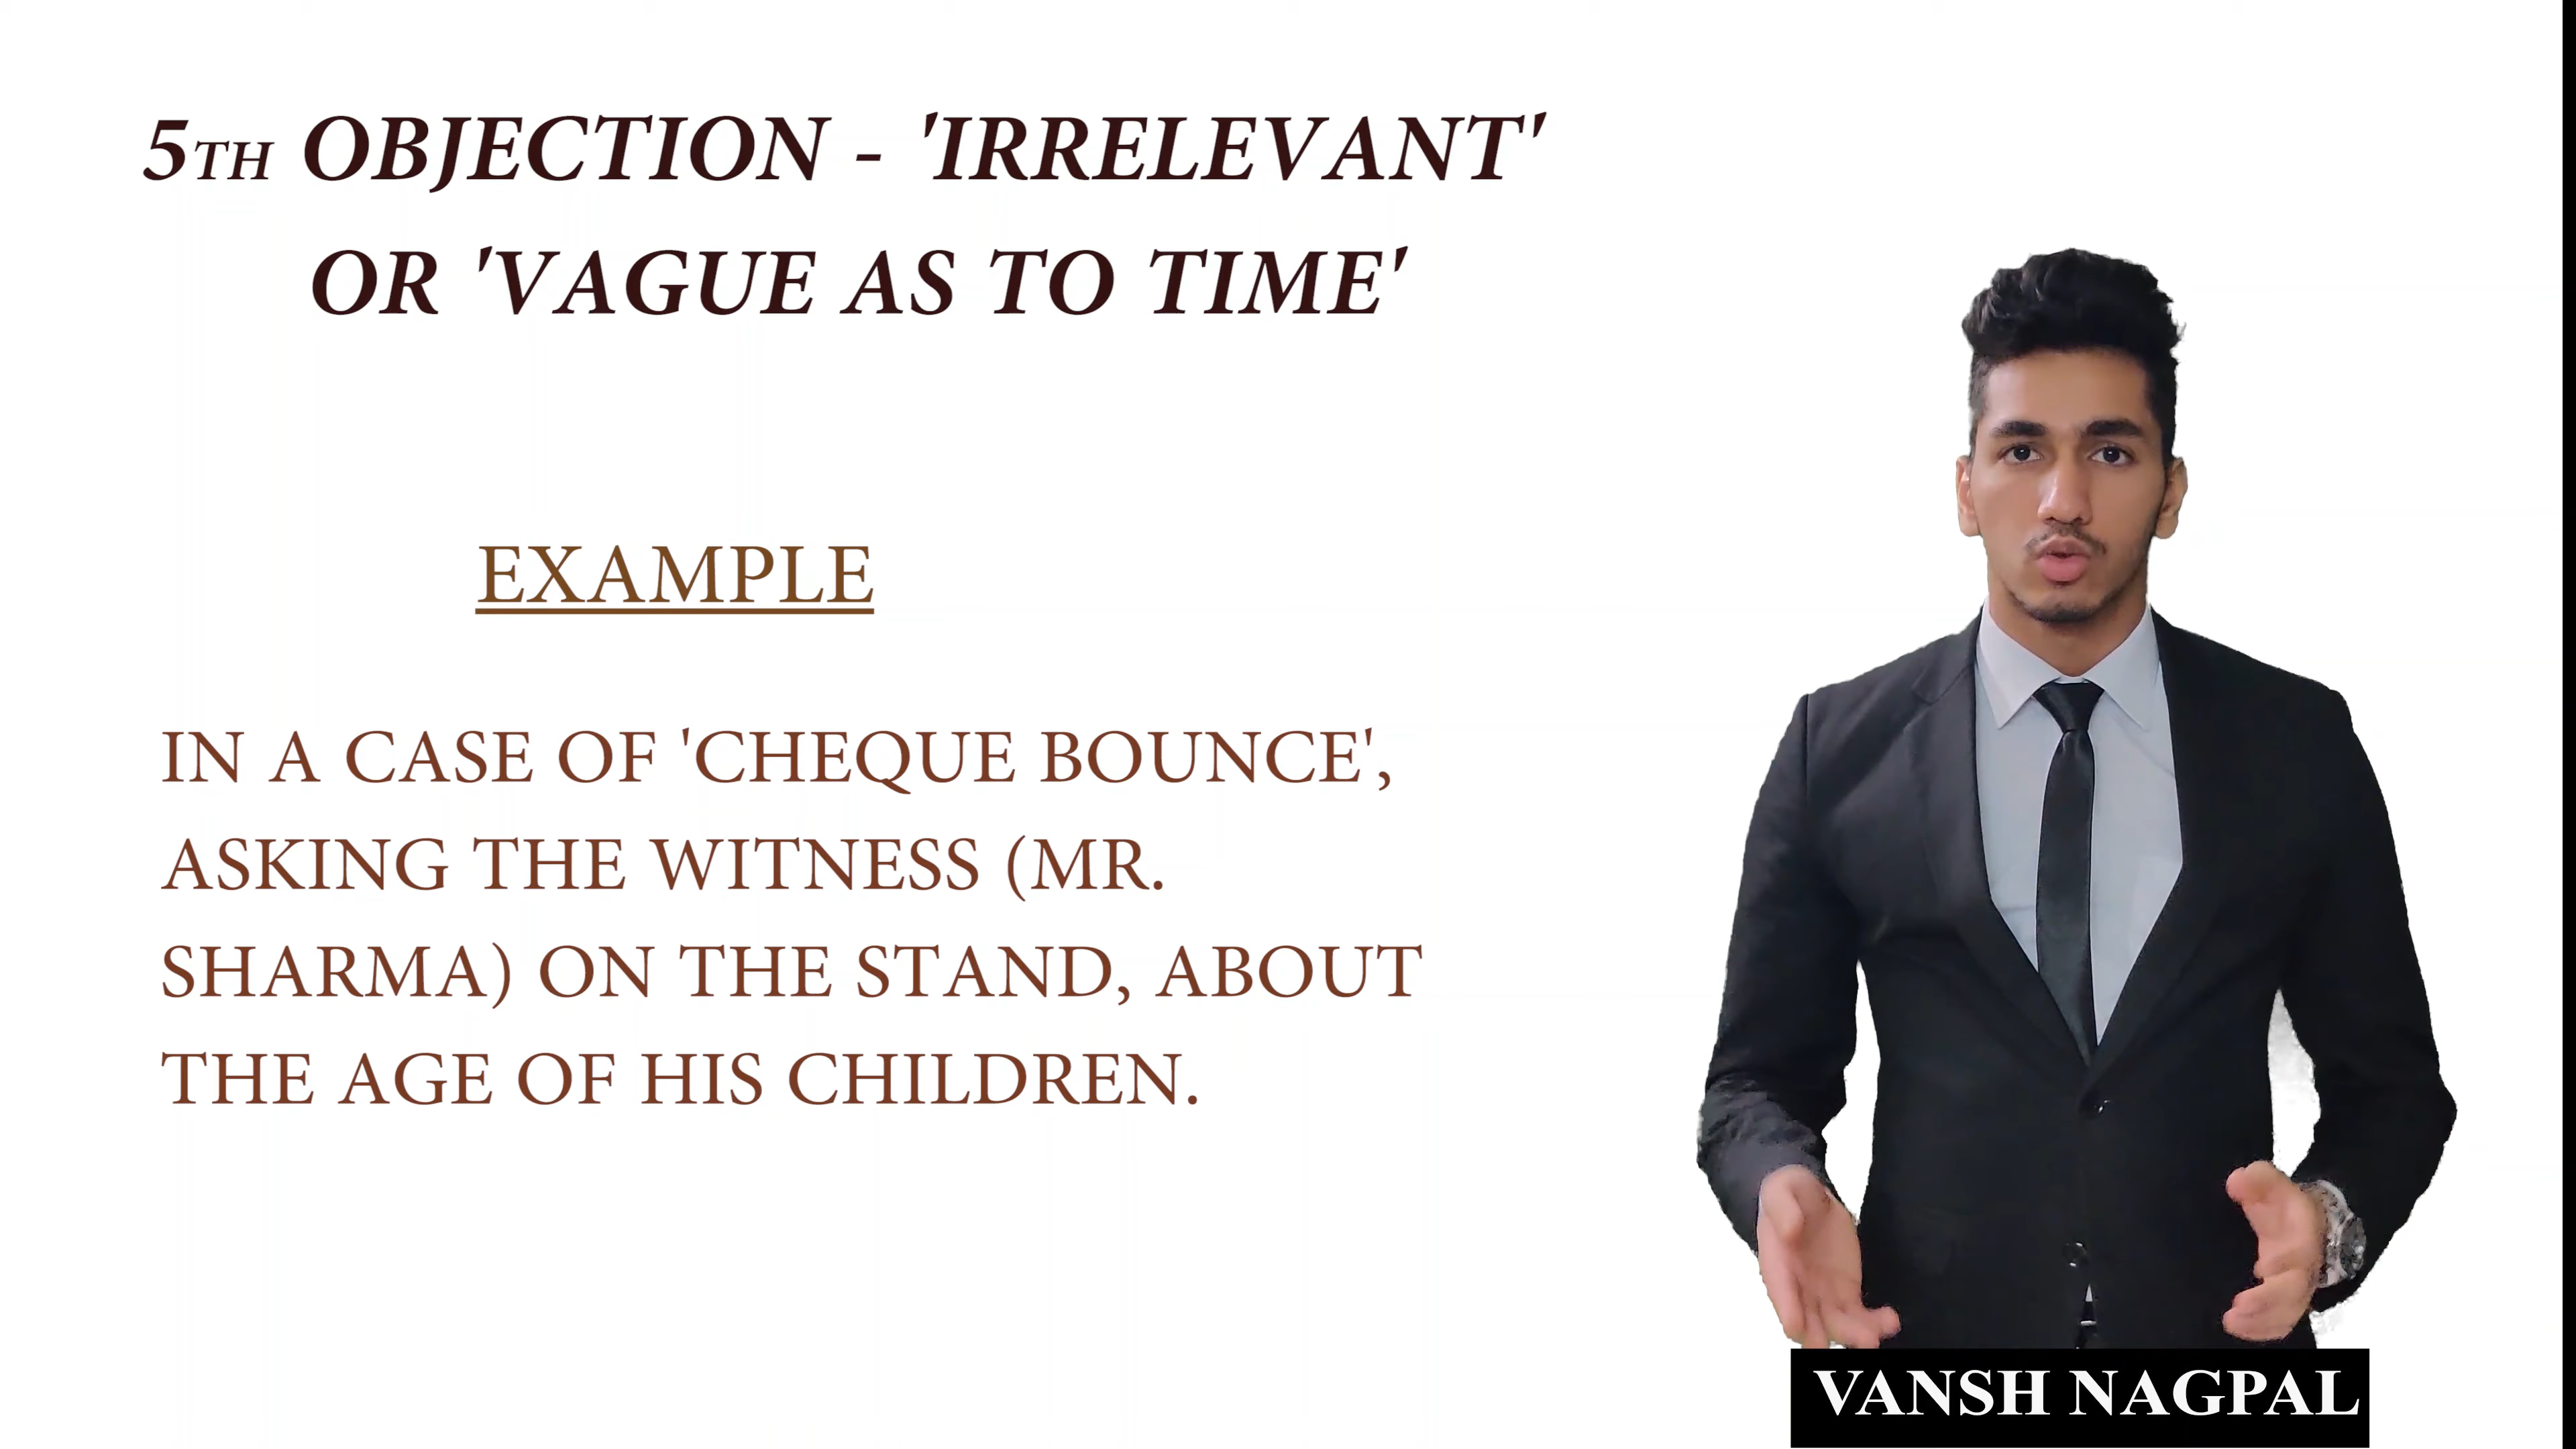 5TH OBJECTION - 'IRRELEVANT'
OR 'VAGUE AS TO TIME'
EXAMPLE
IN A CASE OF 'CHEQUE BOUNCE',
ASKING THE WITNESS (MR.
SHARMA) ON THE STAND, ABOUT
THE AGE OF HIS CHILDREN.
VANSH NAGPAL